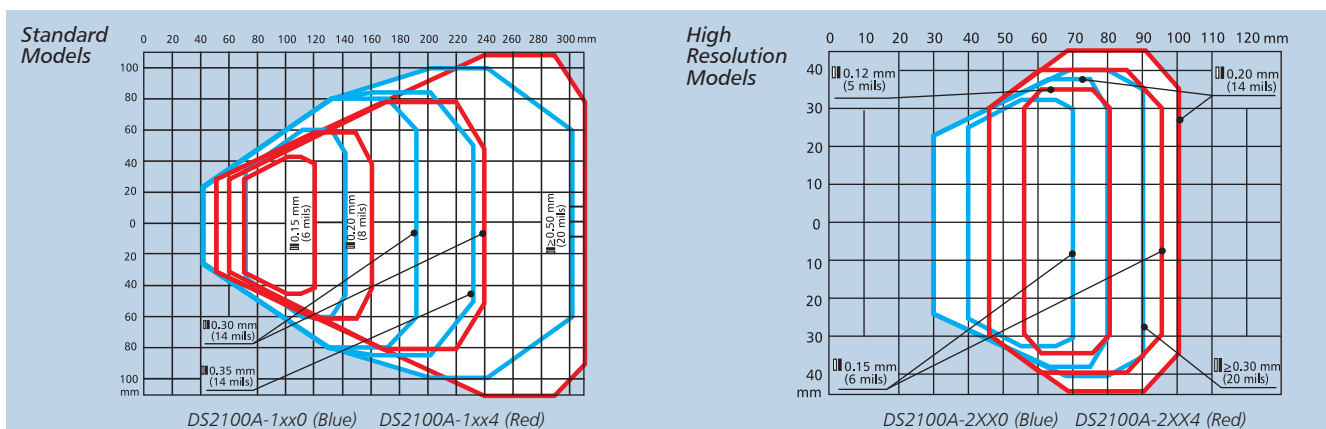 Standard
Models
0 20 40 60 80 100 120 140 160 180 200 220 240 260 280 300 mm
100
80
60
40
20
0
20
40
60
80
100
mm
0.15 mm
(6 mils)
0.20 mm
(8 mils)
≥0.50 mm
(20 mils)
0.30 mm
(14 mils)
0.35 mm
(14 mils)
DS2100A-1xx0 (Blue) DS2100A-1xx4 (Red)
High
Resolution
Models
0 10 20 30 40 50 60 70 80 90 100 110 120 mm
40
30
20
10
0
10
20
30
40
mm
0.12 mm
(5 mils)
0.20 mm
(14 mils)
0.15 mm
(6 mils)
≥0.30 mm
(20 mils)
DS2100A-2XX0 (Blue) DS2100A-2XX4 (Red)